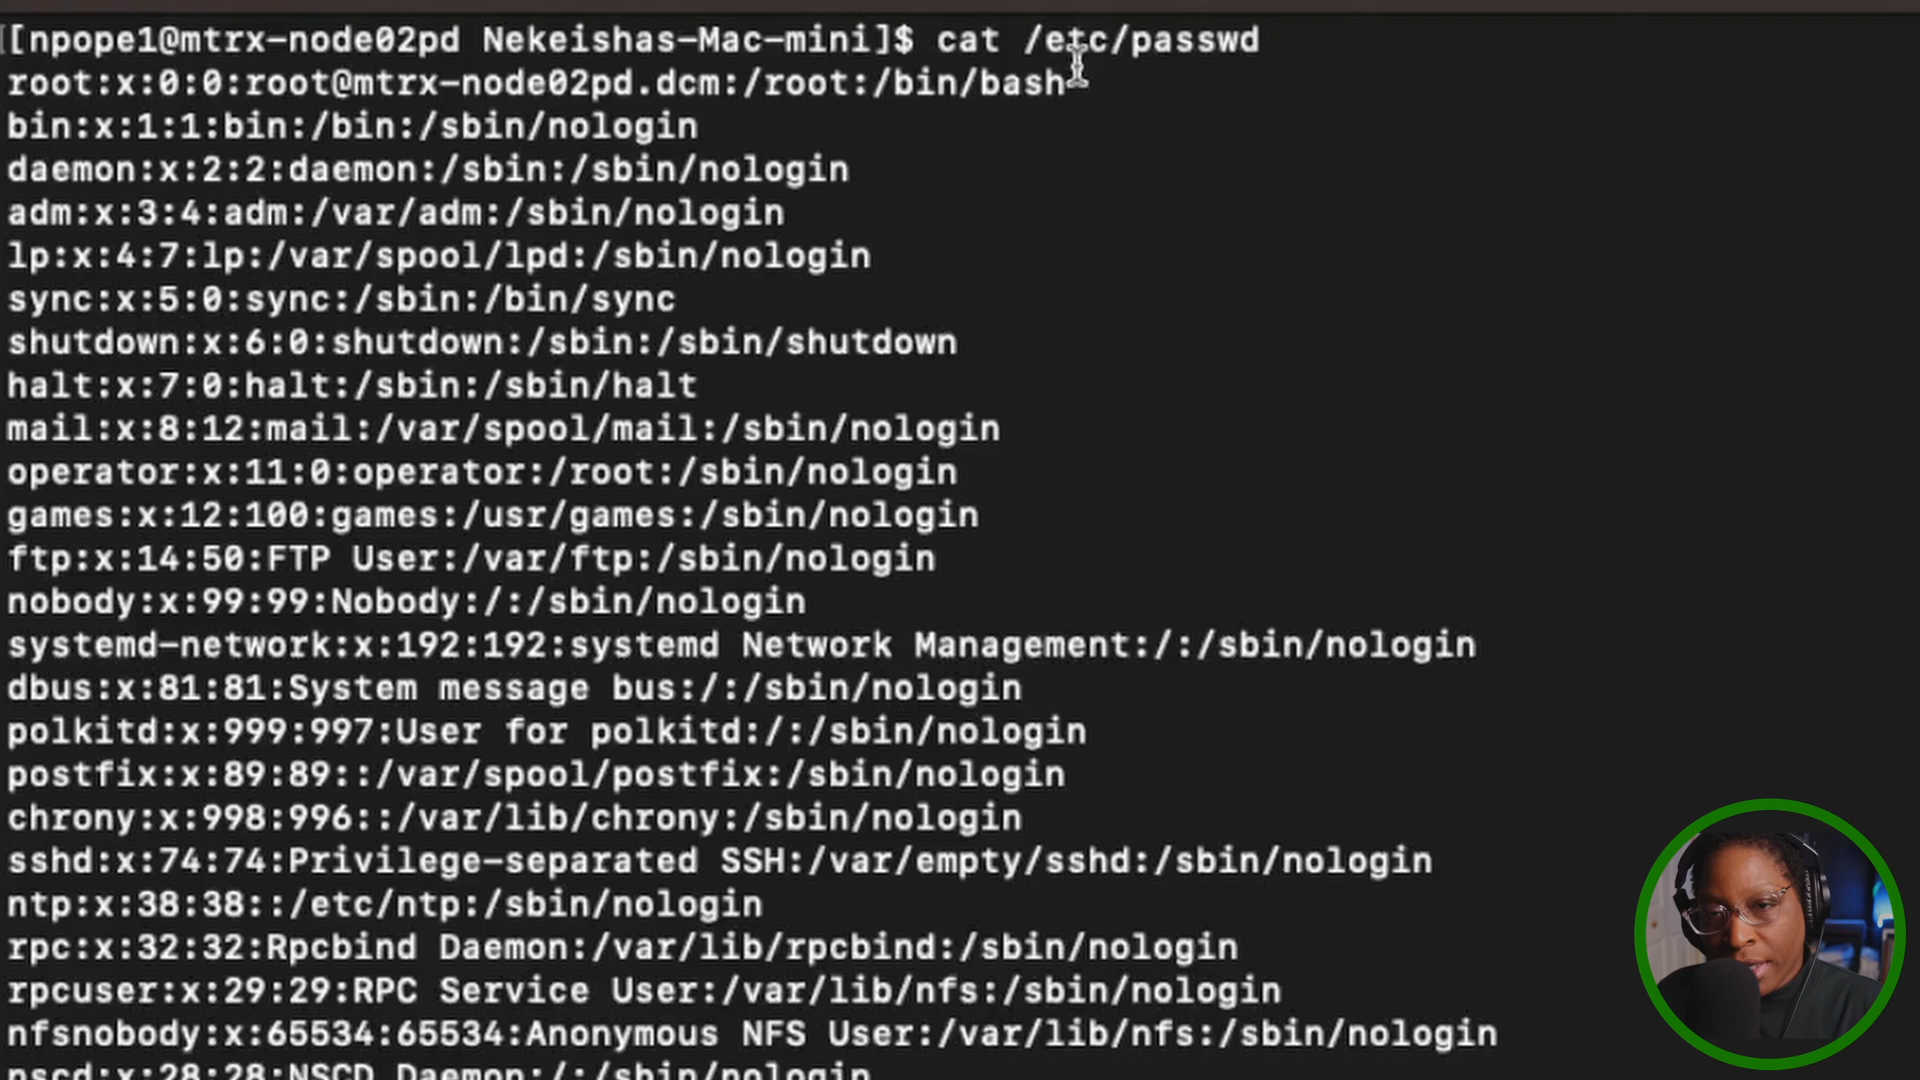 [[npope1@mtrx-node02pd Nekeishas-Mac-mini]$ cat /etc/passwd
root:x:0:0:root@mtrx-node02pd.dcm:/root:/bin/bash
bin:x:1:1:bin:/bin:/sbin/nologin
daemon:x:2:2:daemon:/sbin:/sbin/nologin
adm:x:3:4:adm:/var/adm:/sbin/nologin
lp:x:4:7:lp:/var/spool/lpd:/sbin/nologin
sync:x:5:0:sync:/sbin:/bin/sync
shutdown:x:6:0:shutdown:/sbin:/sbin/shutdown
halt:x:7:0:halt:/sbin:/sbin/halt
mail:x:8:12:mail:/var/spool/mail:/sbin/nologin
operator:x:11:0:operator:/root:/sbin/nologin
games:x:12:100:games:/usr/games:/sbin/nologin
ftp:x:14:50:FTP User:/var/ftp:/sbin/nologin
nobody:x:99:99:Nobody:/:/sbin/nologin
systemd-network:x:192:192:systemd Network Management:/:/sbin/nologin
dbus:x:81:81:System message bus:/:/sbin/nologin
polkitd:x:999:997:User for polkitd:/:/sbin/nologin
postfix:x:89:89::/var/spool/postfix:/sbin/nologin
chrony:x:998:996::/var/lib/chrony:/sbin/nologin
sshd:x:74:74:Privilege-separated SSH:/var/empty/sshd:/sbin/nologin
ntp:x:38:38::/etc/ntp:/sbin/nologin
rpc:x:32:32:Rpcbind Daemon:/var/lib/rpcbind:/sbin/nologin
rpcuser:x:29:29:RPC Service User:/var/lib/nfs:/sbin/nologin
nfsnobody:x:65534:65534:Anonymous NFS User:/var/lib/nfs:/sbin/nologin
nscd:x:28:28:NSCD Daemon:/:/sbin/nologin